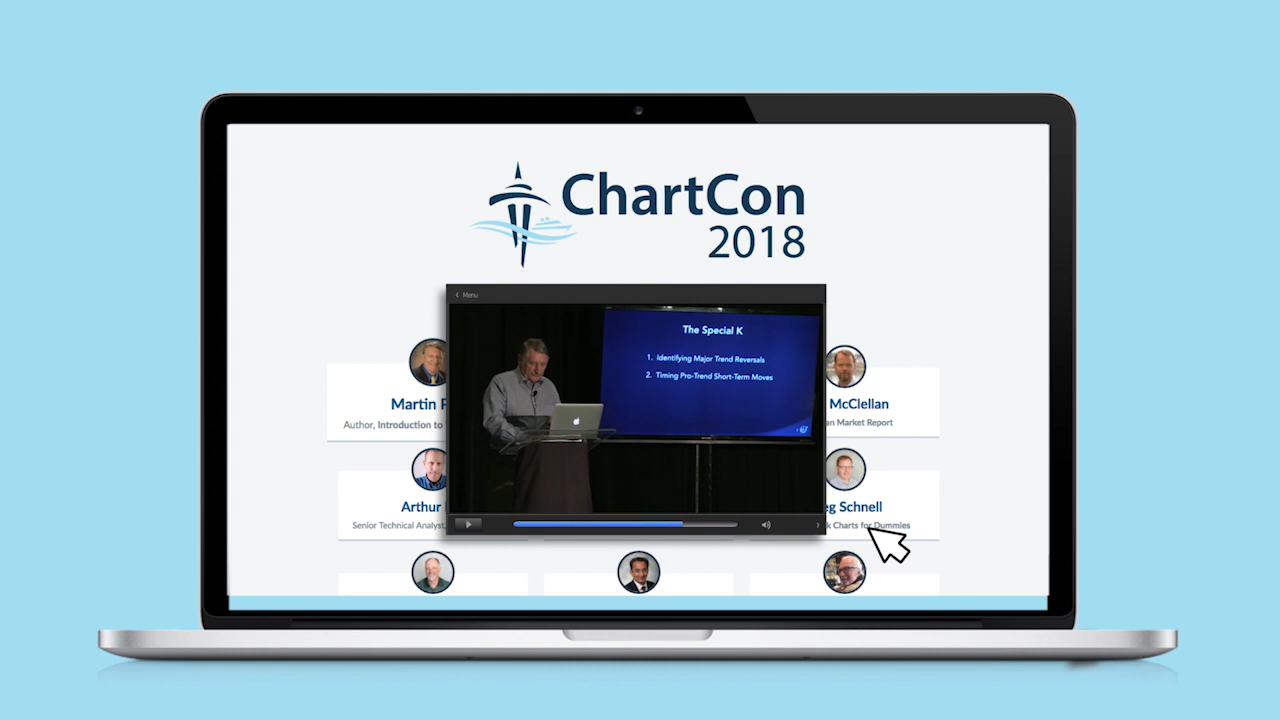 ChartCon
2018
Menu
The Special K
1. Identifying Major Trend Reversals
2. Timing Pro-Trend Short-Term Moves
Martin
McClellan
Author, Introduction to
Market Report
Arthur
Schnell
Senior Technical Analyst,
Charts for Dummies